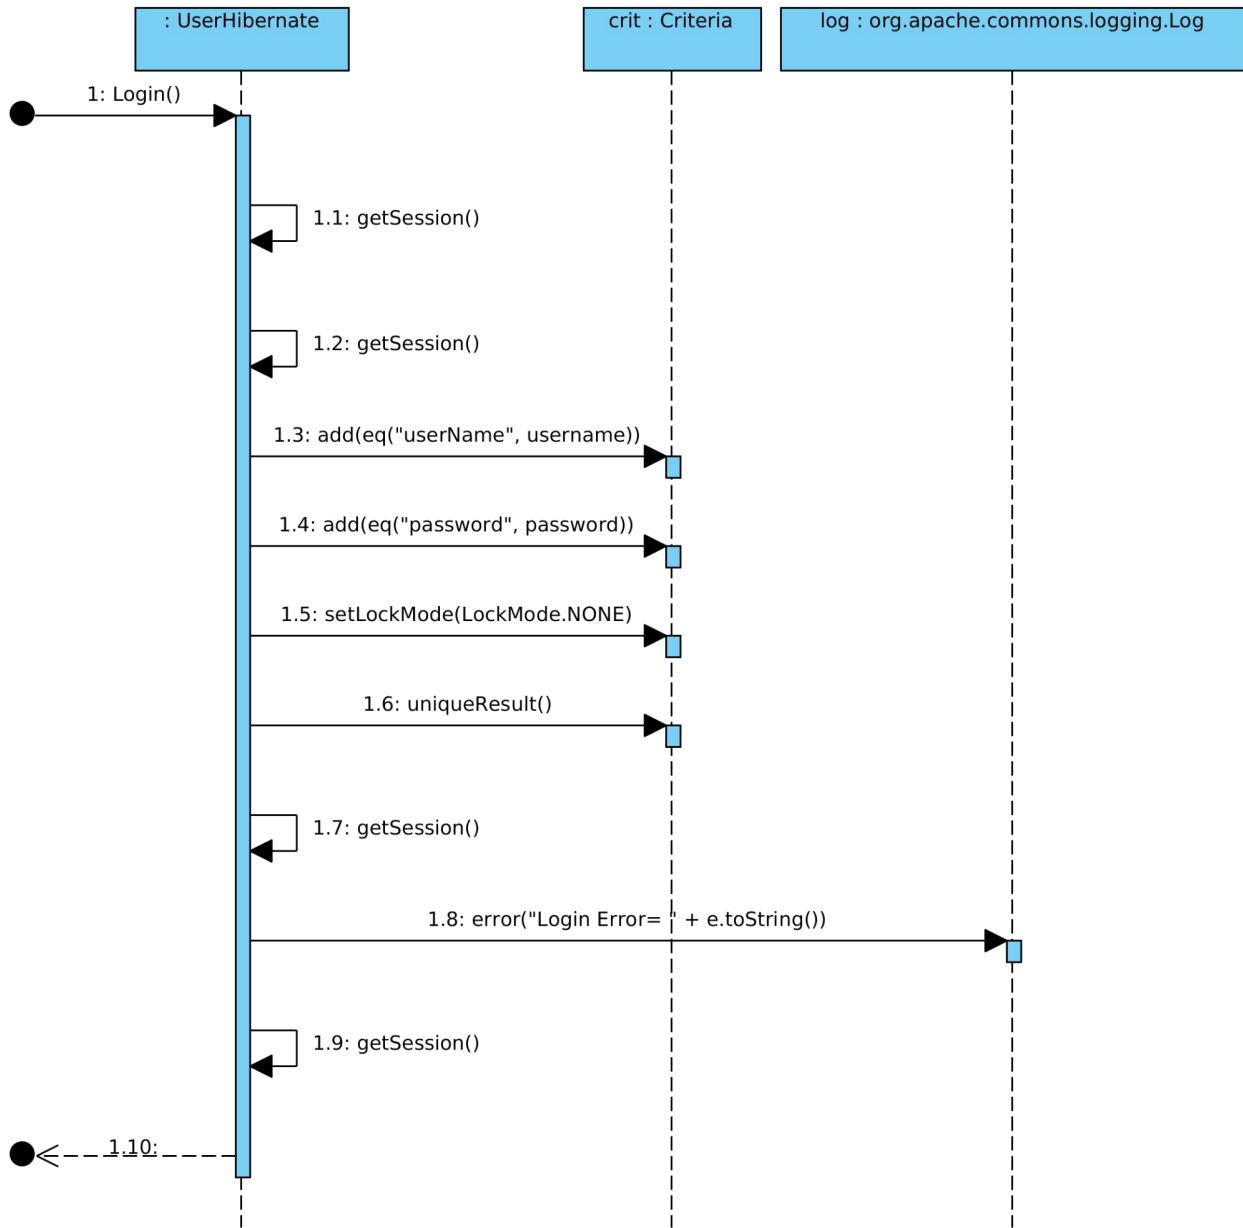 : UserHibernate
crit : Criteria
log : org.apache.commons.logging.Log
1: Login()
1.1: getSession()
1.2: getSession()
1.3: add(eq("userName", username))
1.4: add(eq("password", password))
1.5: setLockMode(LockMode.NONE)
1.6: uniqueResult()
1.7: getSession()
1.8: error("Login Error= " + e.toString())
1.9: getSession()
1.10: